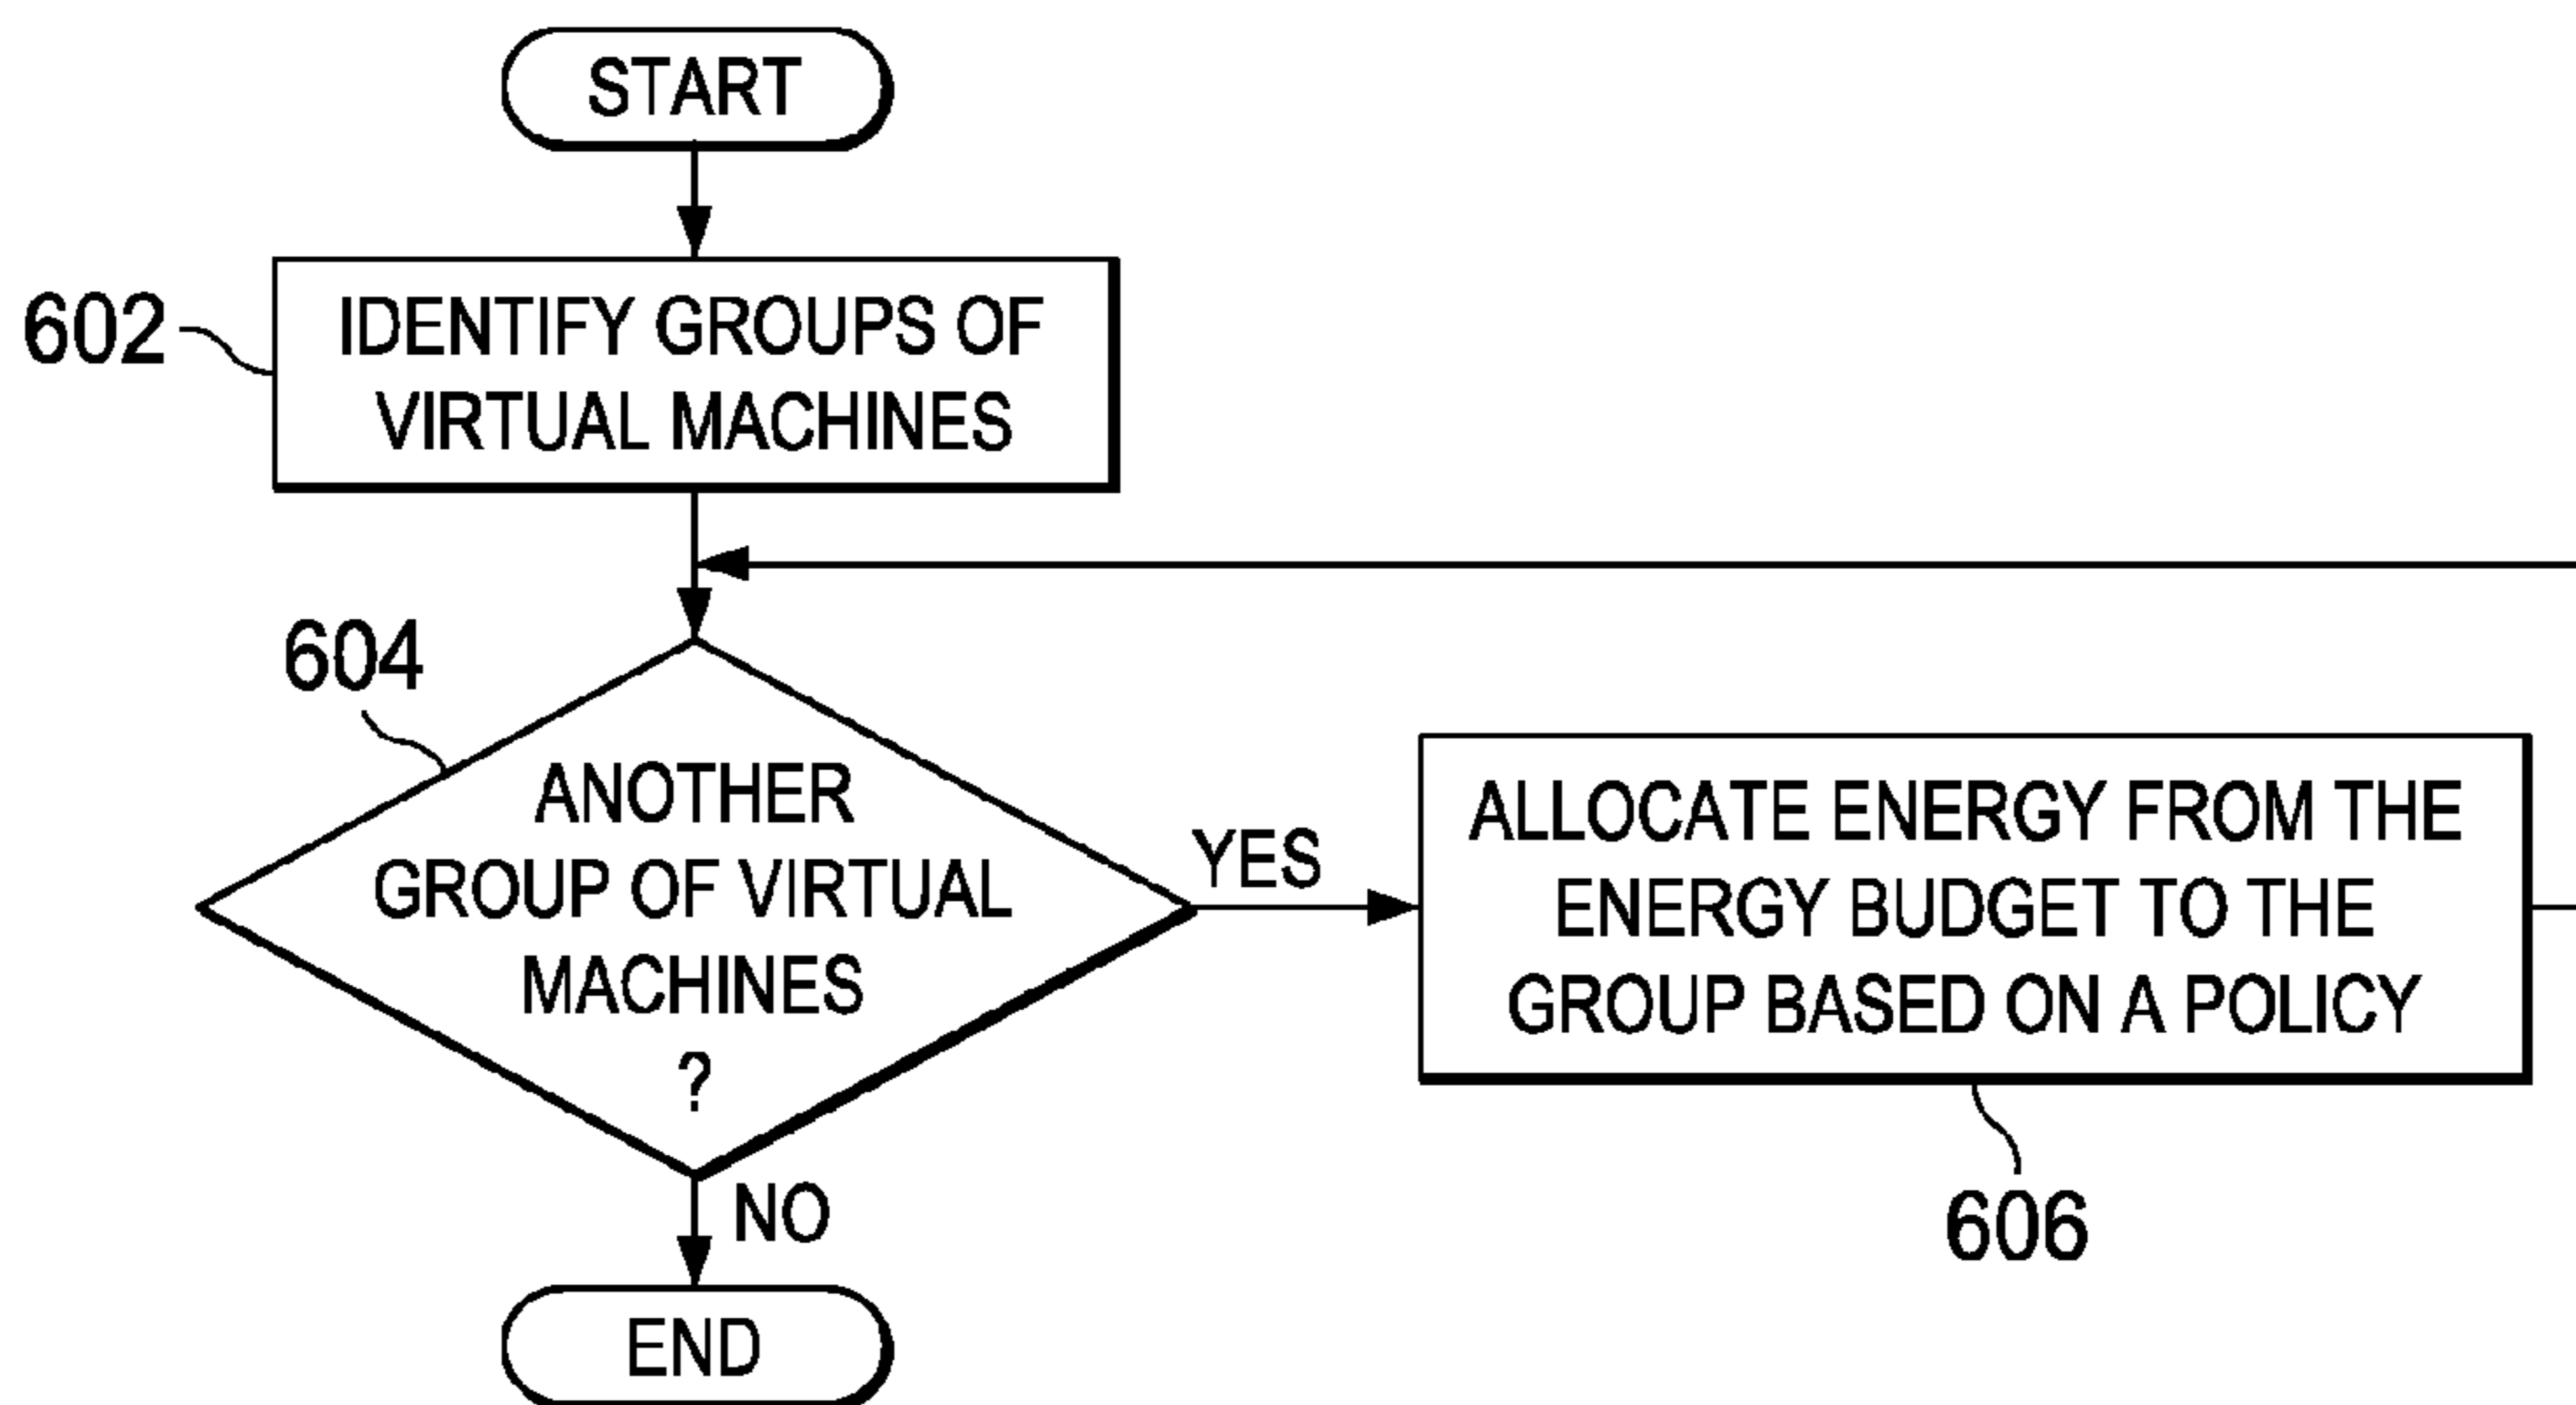 START
602
IDENTIFY GROUPS OF
VIRTUAL MACHINES
604
ANOTHER
GROUP OF VIRTUAL
MACHINES
?
YES
ALLOCATE ENERGY FROM THE
ENERGY BUDGET TO THE
GROUP BASED ON A POLICY
606
NO
END